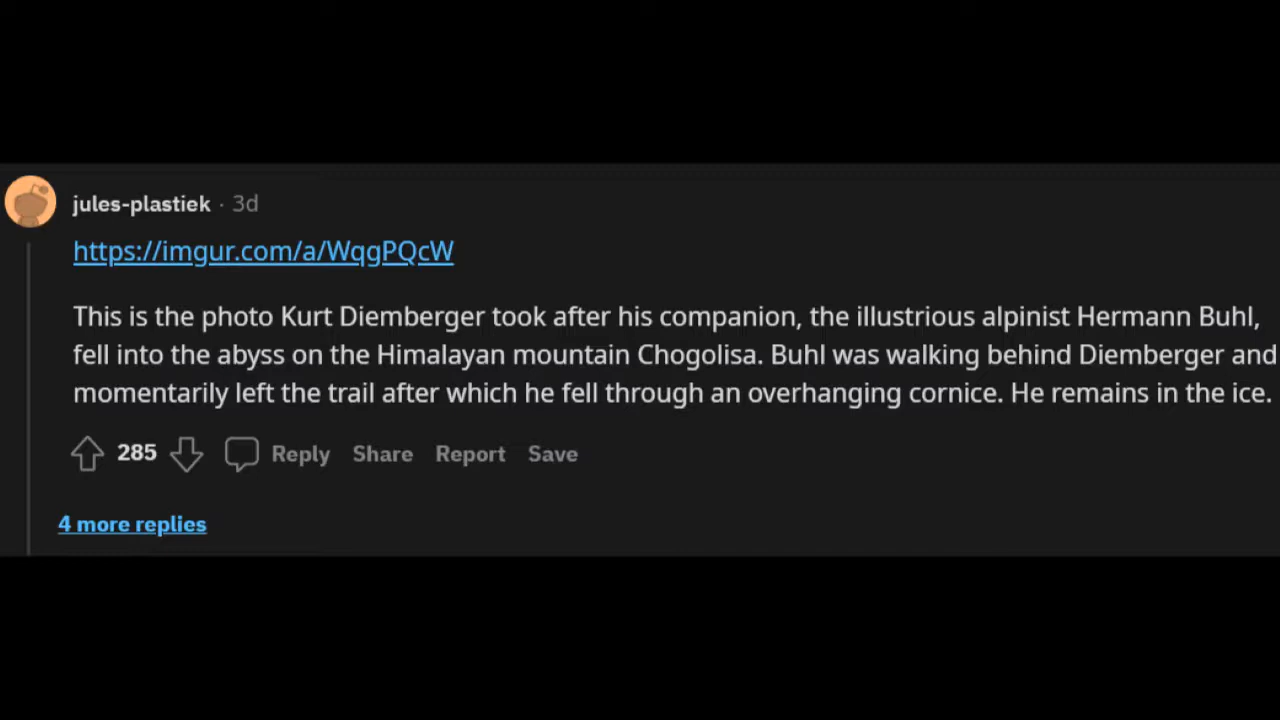 jules-plastiek · 3d
https://imgur.com/a/WqgPQcW
This is the photo Kurt Diemberger took after his companion, the illustrious alpinist Hermann Buhl,
fell into the abyss on the Himalayan mountain Chogolisa. Buhl was walking behind Diemberger and
momentarily left the trail after which he fell through an overhanging cornice. He remains in the ice.
285 Reply Share Report Save
4 more replies